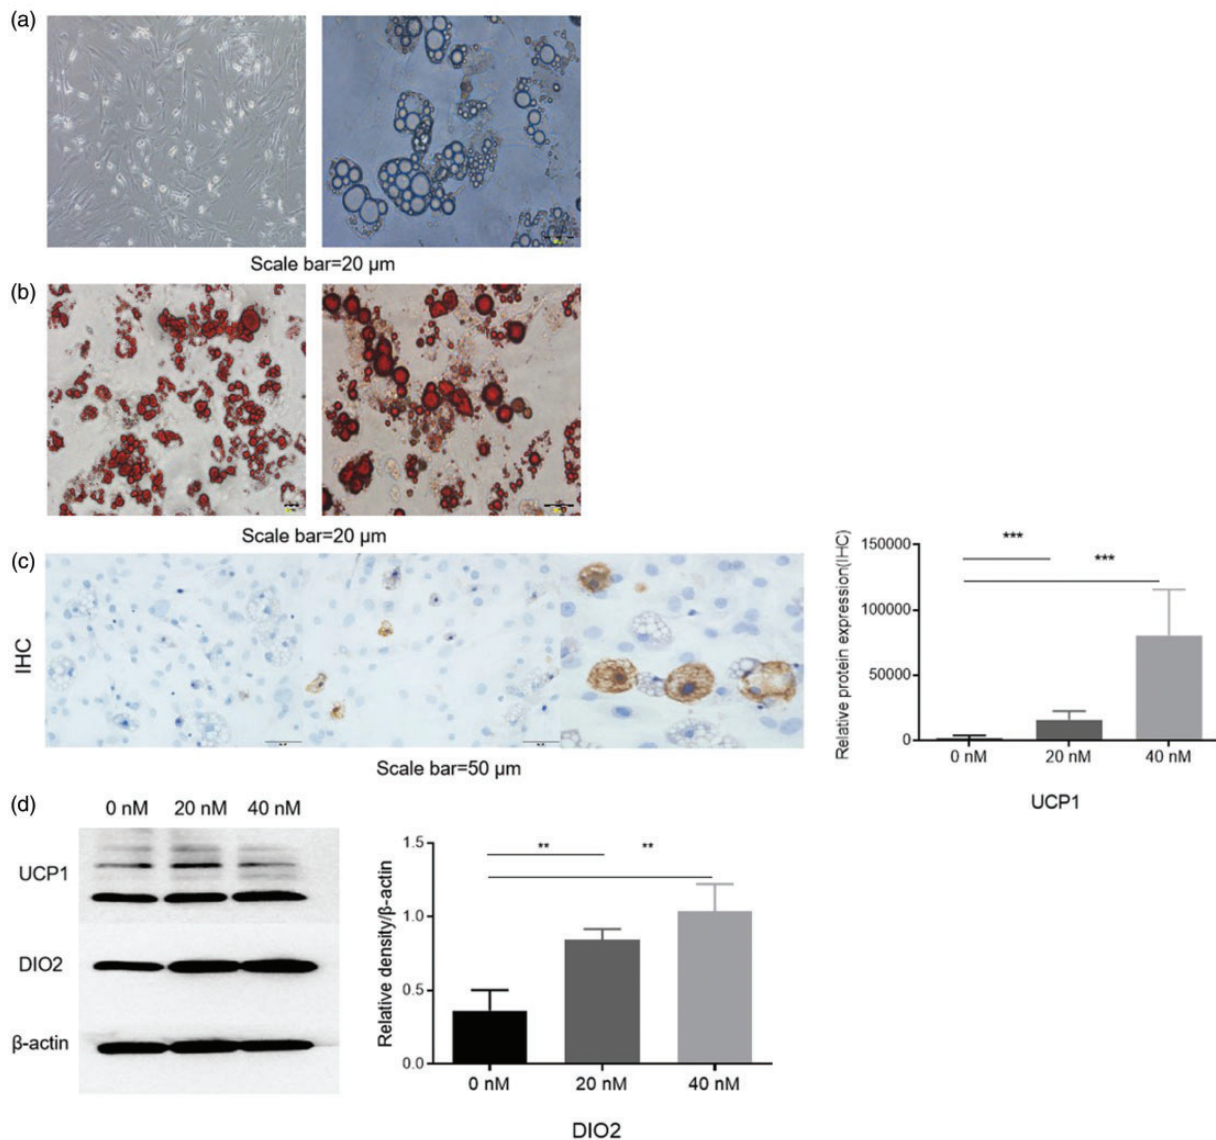 (a)
Scale bar=20 µm
(b)
Scale bar=20 µm
(c)
IHC
Scale bar=50 µm
Relative protein expression(IHC)
150000
100000
50000
0
***
***
0 nM 20 nM 40 nM
UCP1
(d)
0 nM 20 nM 40 nM
UCP1
DIO2
β-actin
Relative density/β-actin
1.5
1.0
0.5
0.0
**
**
0 nM 20 nM 40 nM
DIO2